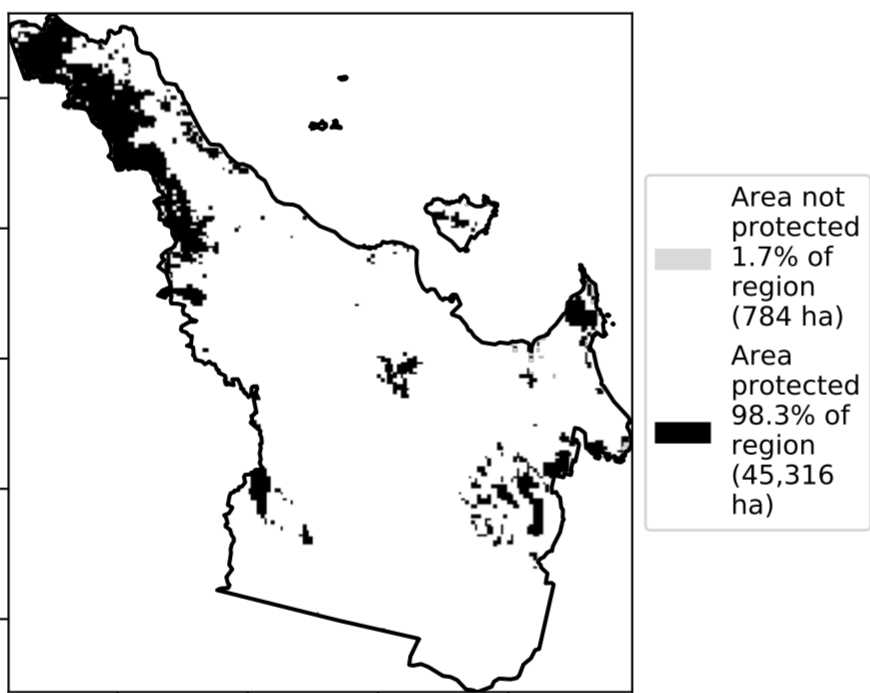 Area not
protected
1.7% of
region
(784 ha)
Area
protected
98.3% of
region
(45,316
ha)